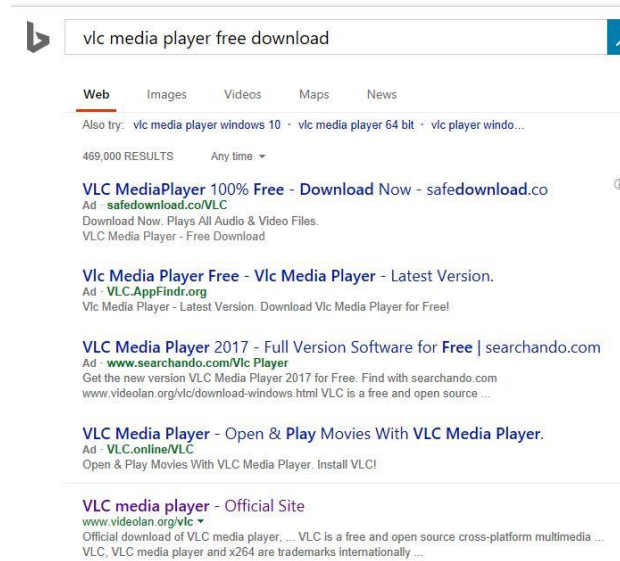 vlc media player free download
Web Images Videos Maps News
Also try: vlc media player windows 10 · vlc media player 64 bit · vlc player windo...
469,000 RESULTS Any time
VLC MediaPlayer 100% Free - Download Now - safedownload.co
Ad · safedownload.co/VLC
Download Now. Plays All Audio & Video Files.
VLC Media Player - Free Download
Vlc Media Player Free - Vlc Media Player - Latest Version.
Ad · VLC.AppFindr.org
Vlc Media Player - Latest Version. Download Vlc Media Player for Free!
VLC Media Player 2017 - Full Version Software for Free | searchando.com
Ad · www.searchando.com/Vlc Player
Get the new version VLC Media Player 2017 for Free. Find with searchando.com
www.videolan.org/vlc/download-windows.html VLC is a free and open source ...
VLC Media Player - Open & Play Movies With VLC Media Player.
Ad · VLC.online/VLC
Open & Play Movies With VLC Media Player. Install VLC!
VLC media player - Official Site
www.videolan.org/vlc
Official download of VLC media player, ... VLC is a free and open source cross-platform multimedia ...
VLC, VLC media player and x264 are trademarks internationally ...